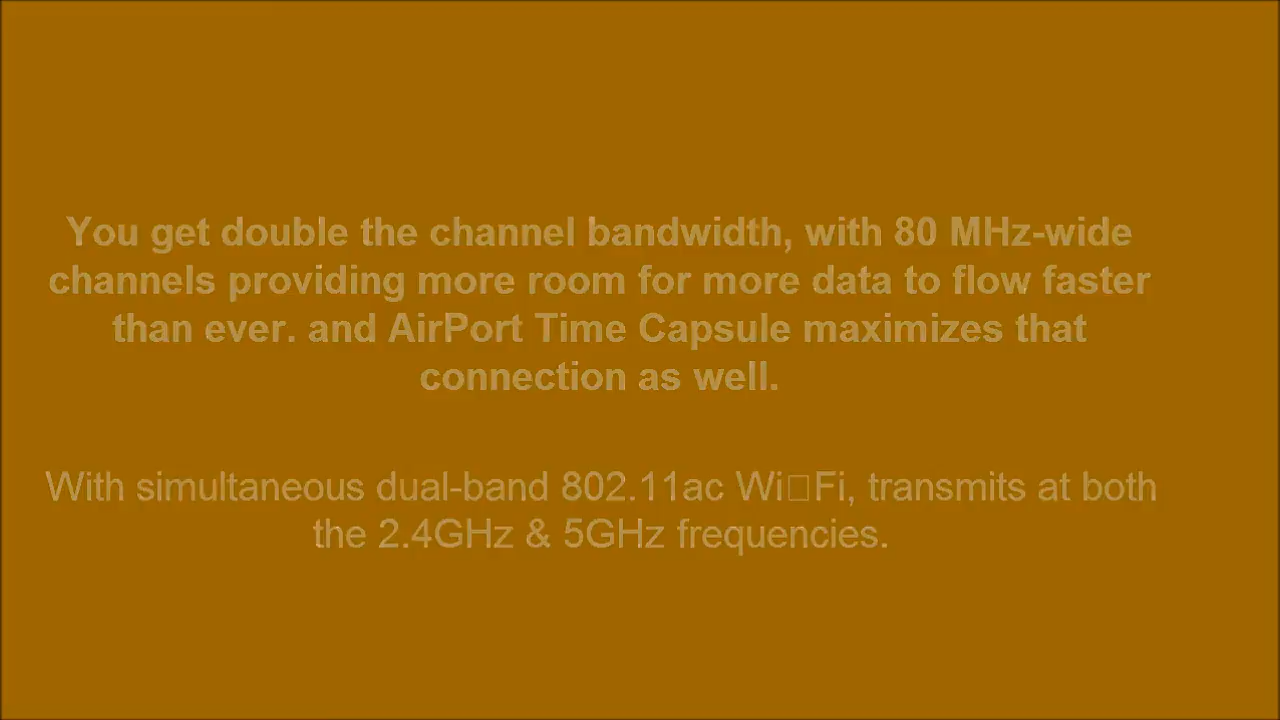 You get double the channel bandwidth, with 80 MHz-wide
channels providing more room for more data to flow faster
than ever. and AirPort Time Capsule maximizes that
connection as well.
With simultaneous dual-band 802.11ac Wi□Fi, transmits at both
the 2.4GHz & 5GHz frequencies.